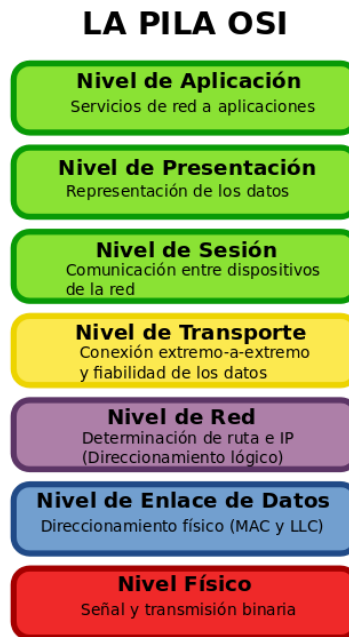 LA PILA OSI
Nivel de Aplicación
Servicios de red a aplicaciones
Nivel de Presentación
Representación de los datos
Nivel de Sesión
Comunicación entre dispositivos
de la red
Nivel de Transporte
Conexión extremo-a-extremo
y fiabilidad de los datos
Nivel de Red
Determinación de ruta e IP
(Direccionamiento lógico)
Nivel de Enlace de Datos
Direccionamiento físico (MAC y LLC)
Nivel Físico
Señal y transmisión binaria